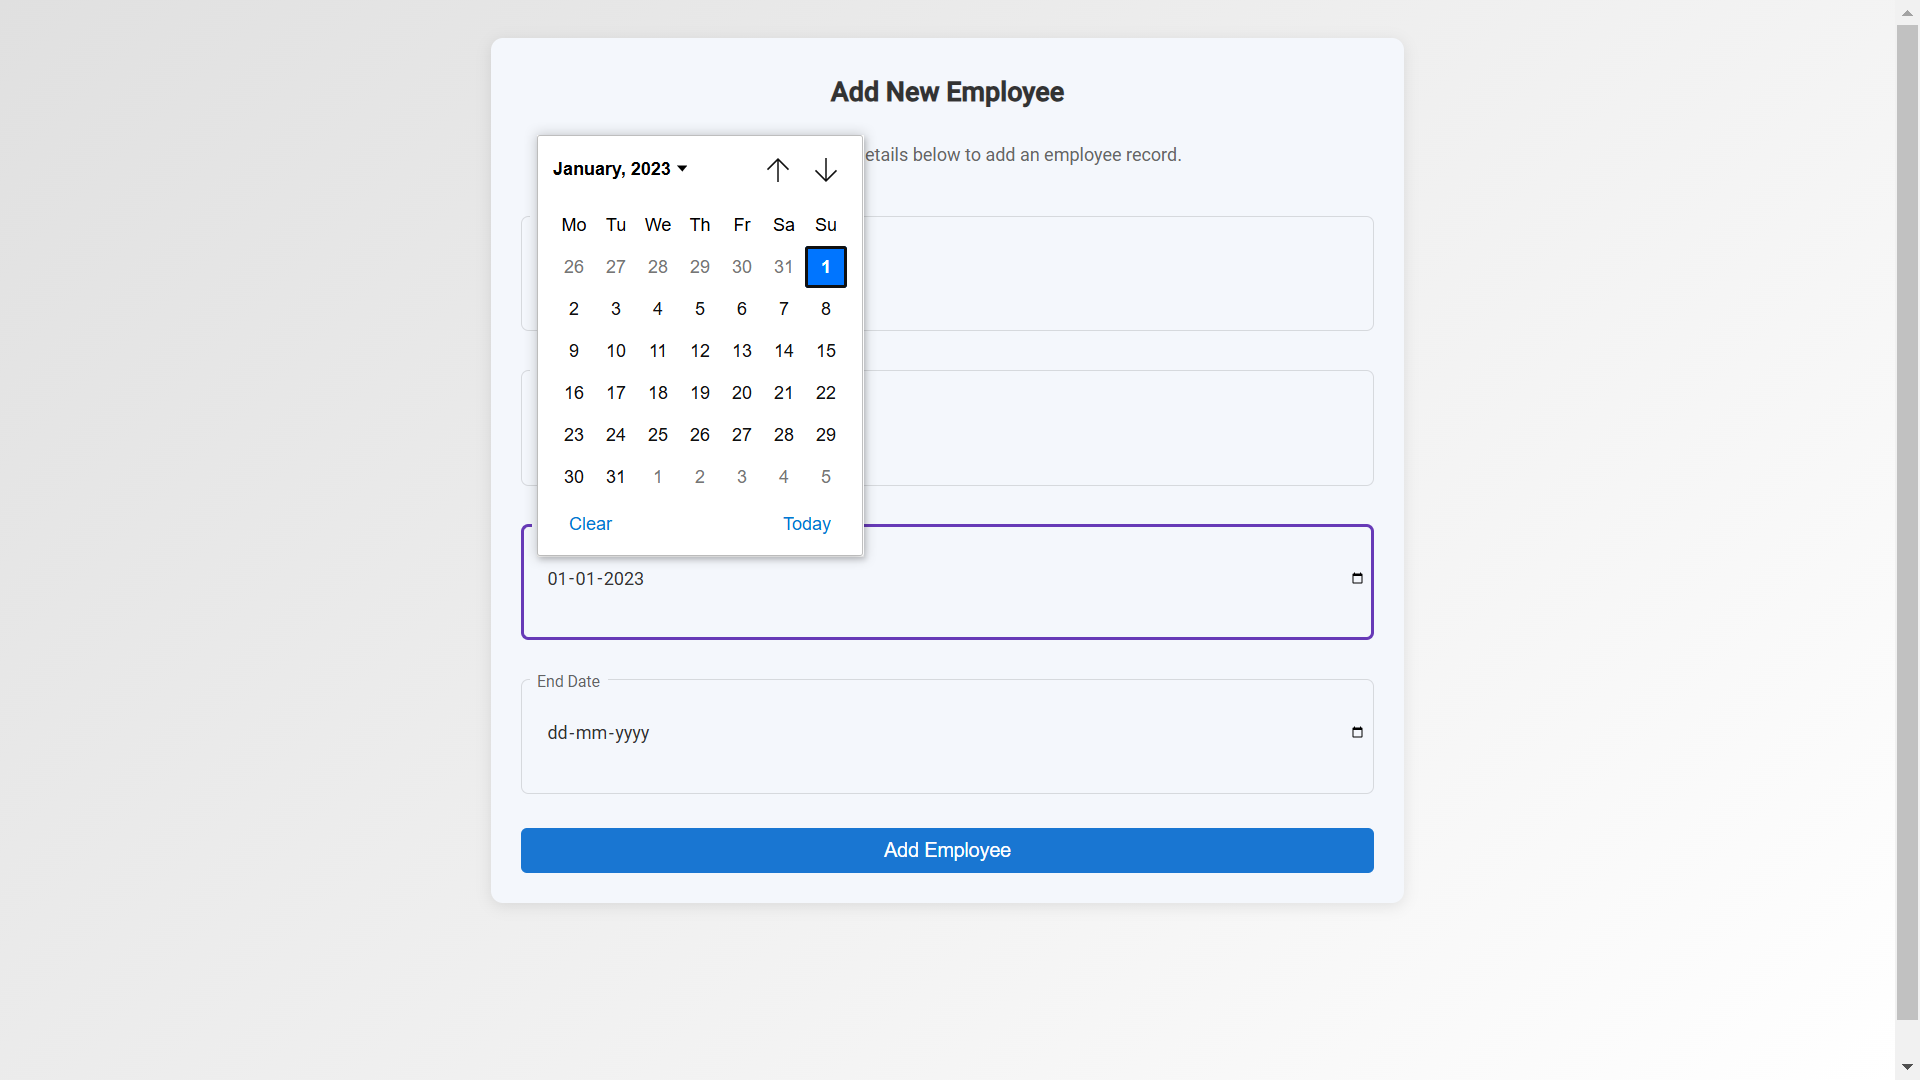 Add New Employee
etails below to add an employee record.
January, 2023
Mo Tu We Th Fr Sa Su
26 27 28 29 30 31 1
2 3 4 5 6 7 8
9 10 11 12 13 14 15
16 17 18 19 20 21 22
23 24 25 26 27 28 29
30 31 1 2 3 4 5
Clear Today
01-01-2023
End Date
dd-mm-yyyy
Add Employee